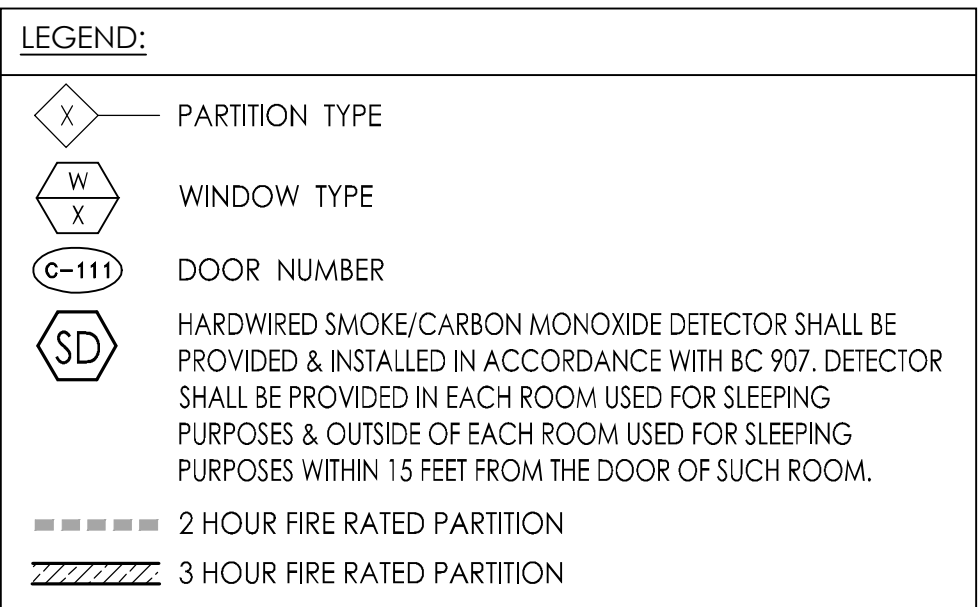 LEGEND:
X PARTITION TYPE
W
X
WINDOW TYPE
C-111 DOOR NUMBER
SD
HARDWIRED SMOKE/CARBON MONOXIDE DETECTOR SHALL BE
PROVIDED & INSTALLED IN ACCORDANCE WITH BC 907. DETECTOR
SHALL BE PROVIDED IN EACH ROOM USED FOR SLEEPING
PURPOSES & OUTSIDE OF EACH ROOM USED FOR SLEEPING
PURPOSES WITHIN 15 FEET FROM THE DOOR OF SUCH ROOM.
2 HOUR FIRE RATED PARTITION
3 HOUR FIRE RATED PARTITION